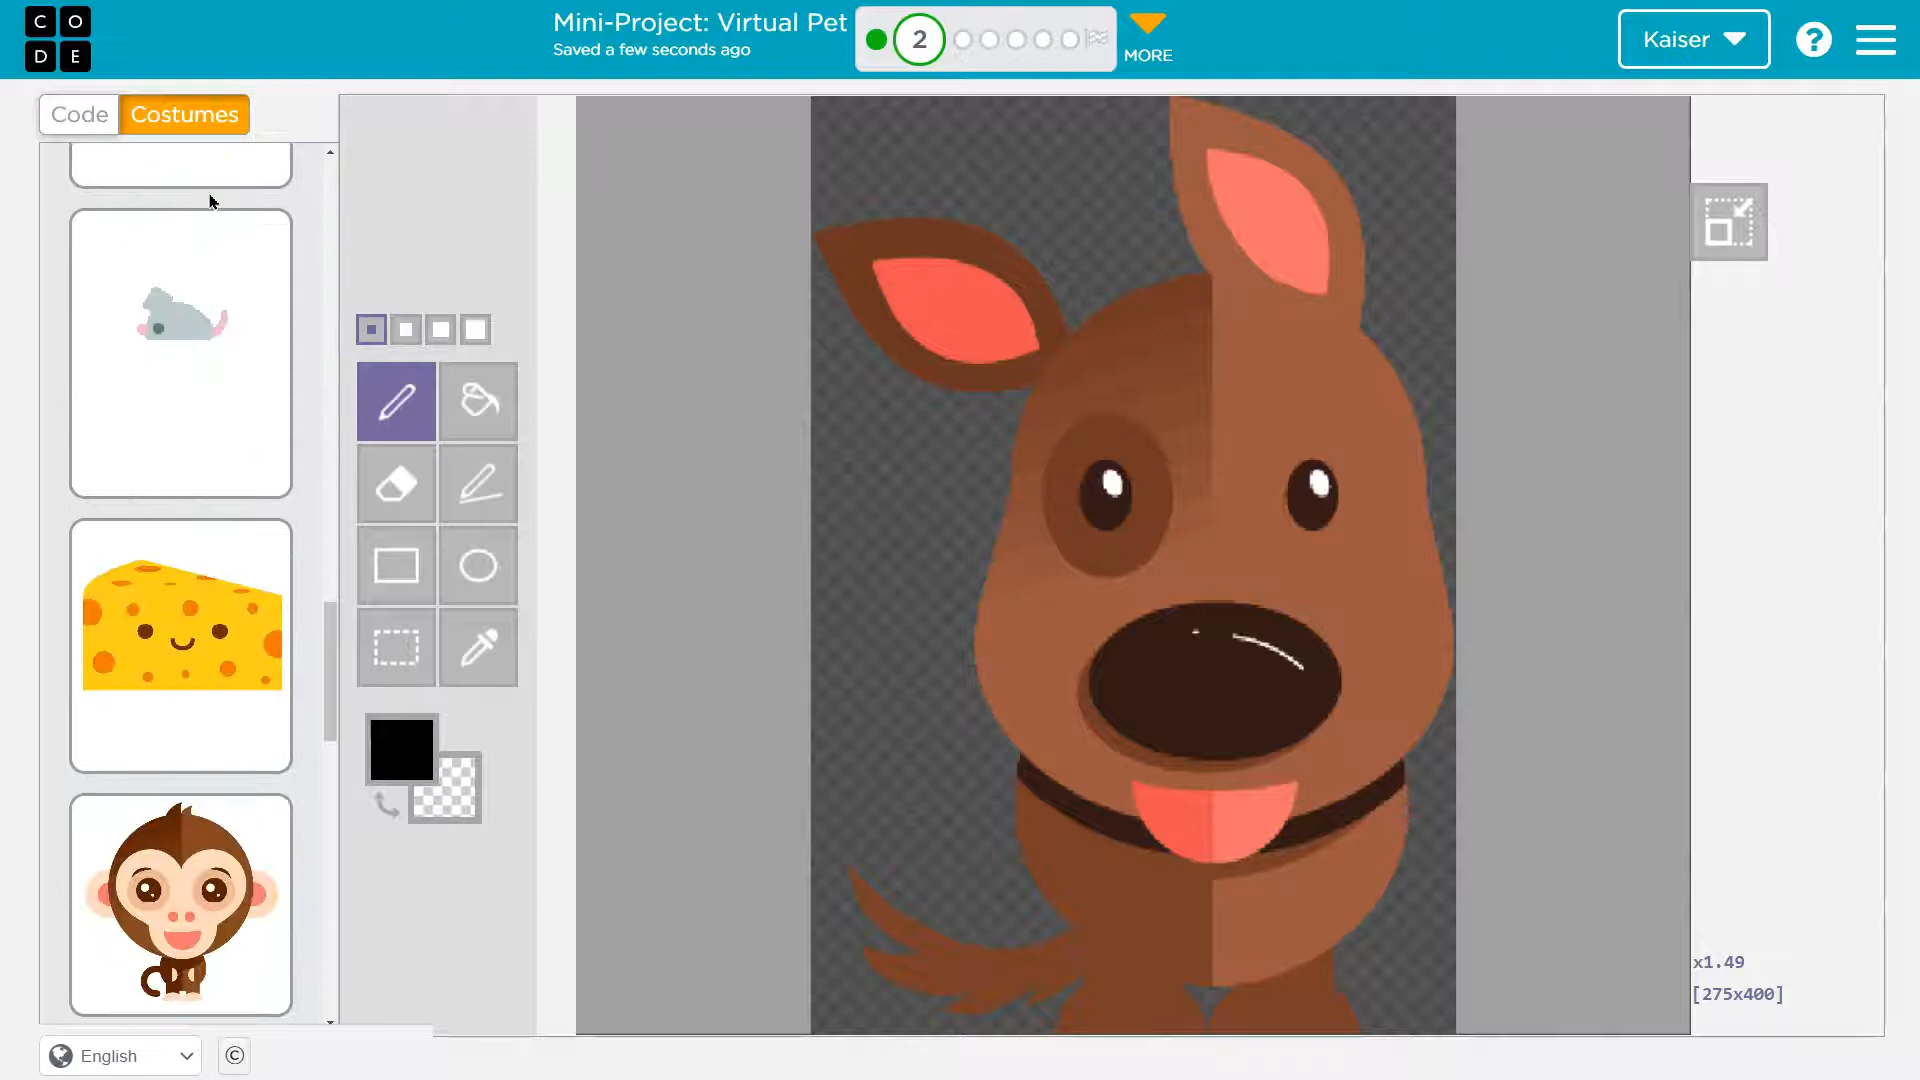 C O
D E
Mini-Project: Virtual Pet
Saved a few seconds ago
2
MORE
Kaiser
?
Code
Costumes
x1.49
[275x400]
English
©